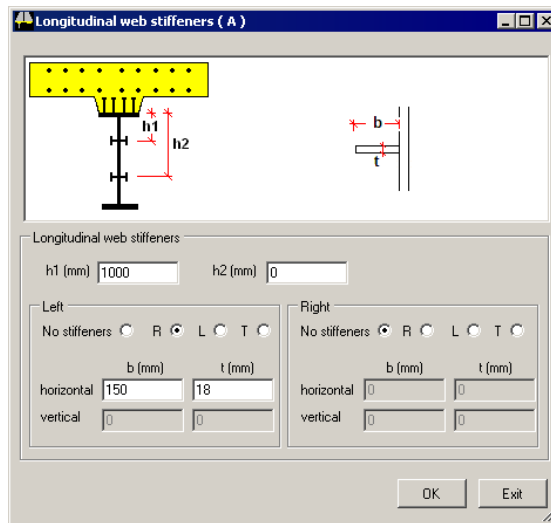 Longitudinal web stiffeners ( A )
h1
h2
b
t
Longitudinal web stiffeners
h1 (mm) 1000 h2 (mm) 0
Left
No stiffeners R L T
b (mm) t (mm)
horizontal 150 18
vertical 0 0
Right
No stiffeners R L T
b (mm) t (mm)
horizontal 0 0
vertical 0 0
OK Exit